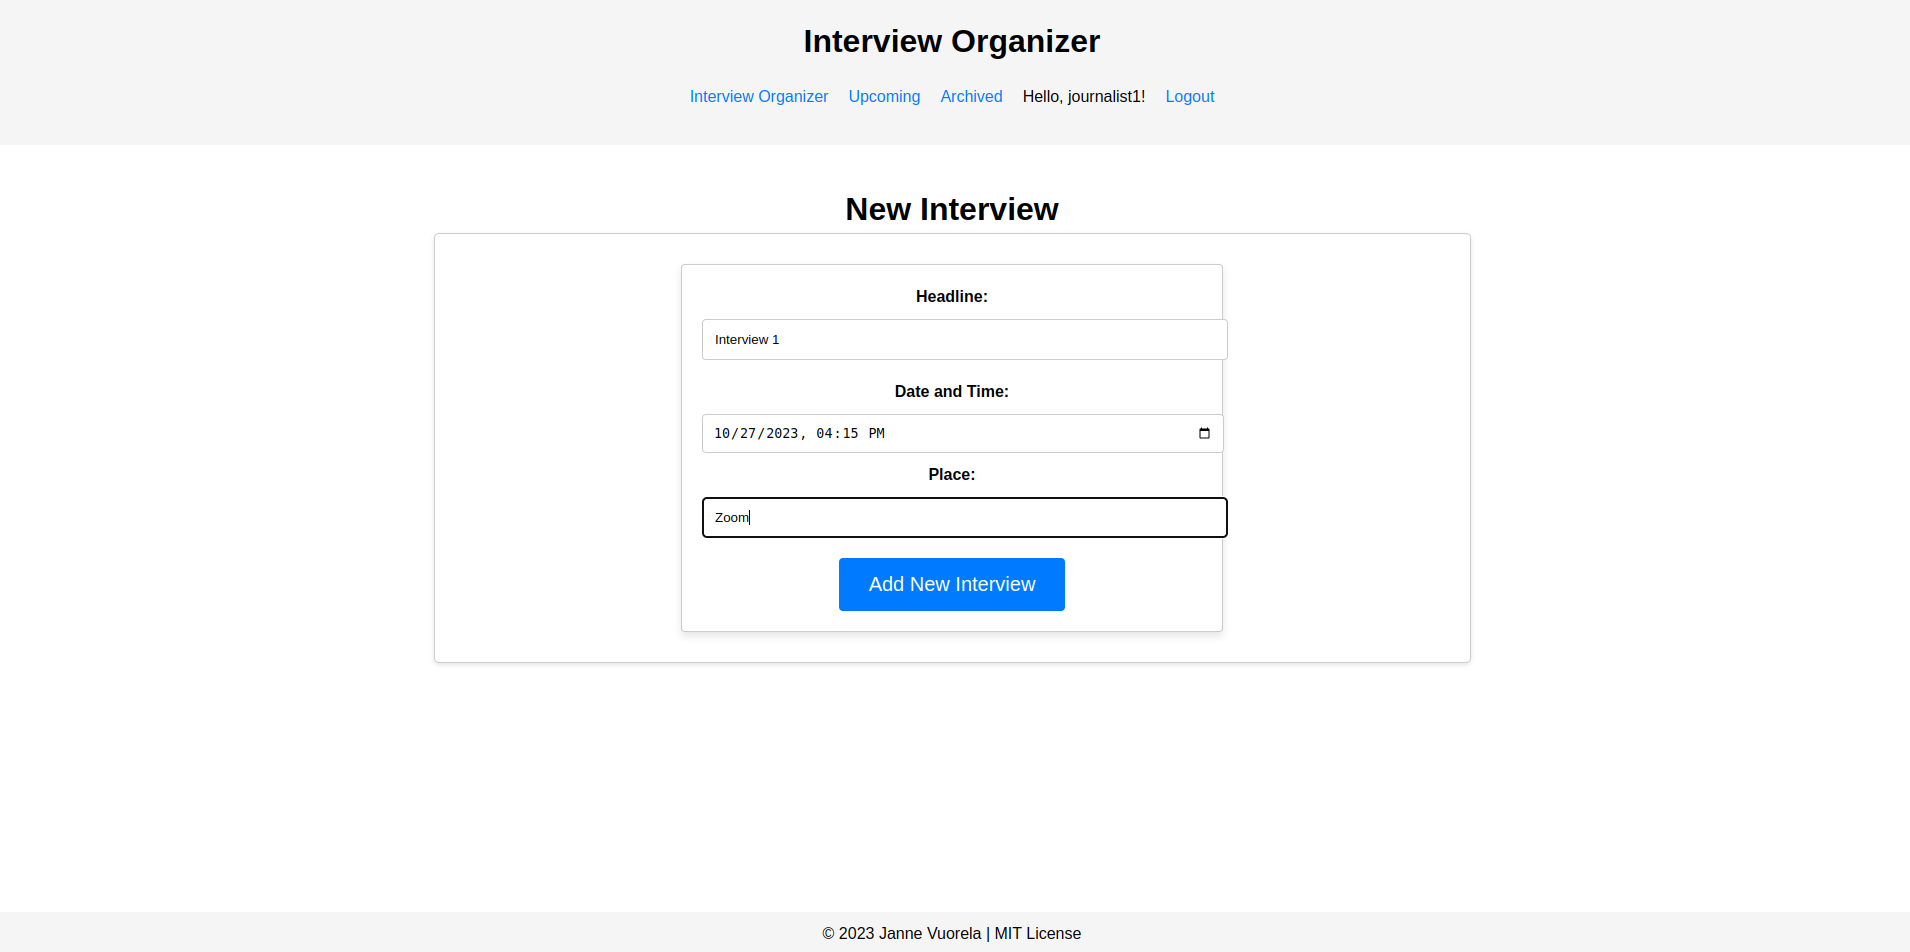 Interview Organizer
Interview Organizer Upcoming Archived Hello, journalist1! Logout
New Interview
Headline:
Interview 1
Date and Time:
10/27/2023, 04:15 PM
Place:
Zoom
Add New Interview
© 2023 Janne Vuorela | MIT License